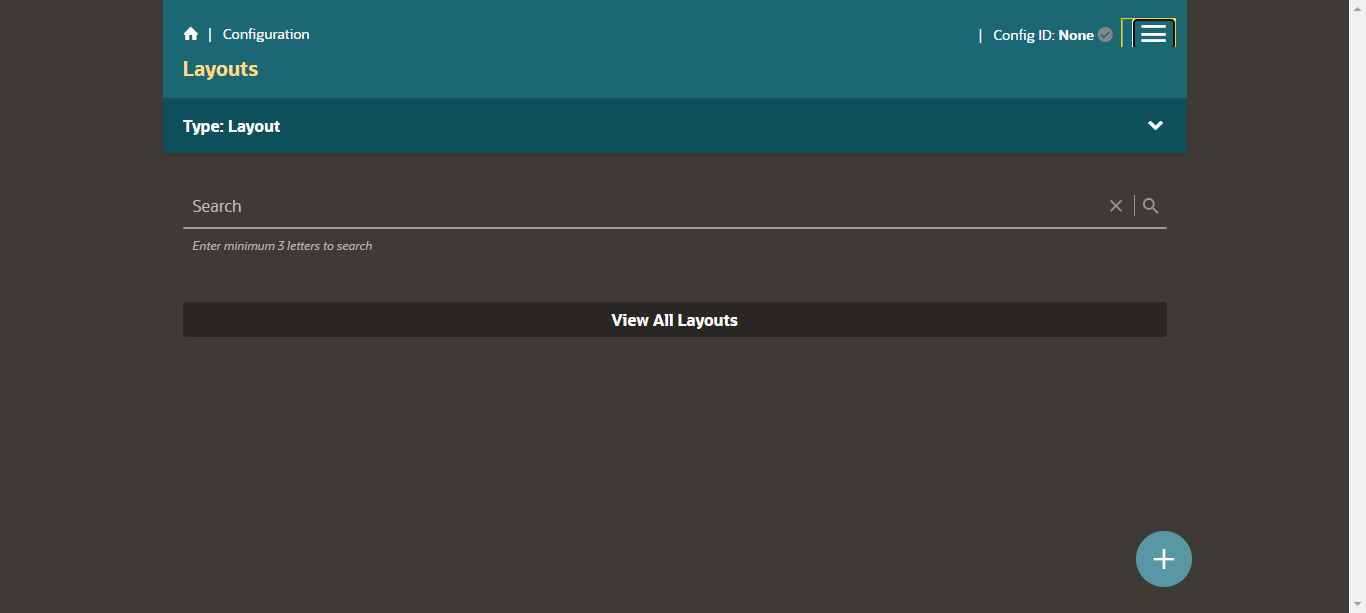 | Configuration
| Config ID: None
Layouts
Type: Layout
Search
Enter minimum 3 letters to search
View All Layouts